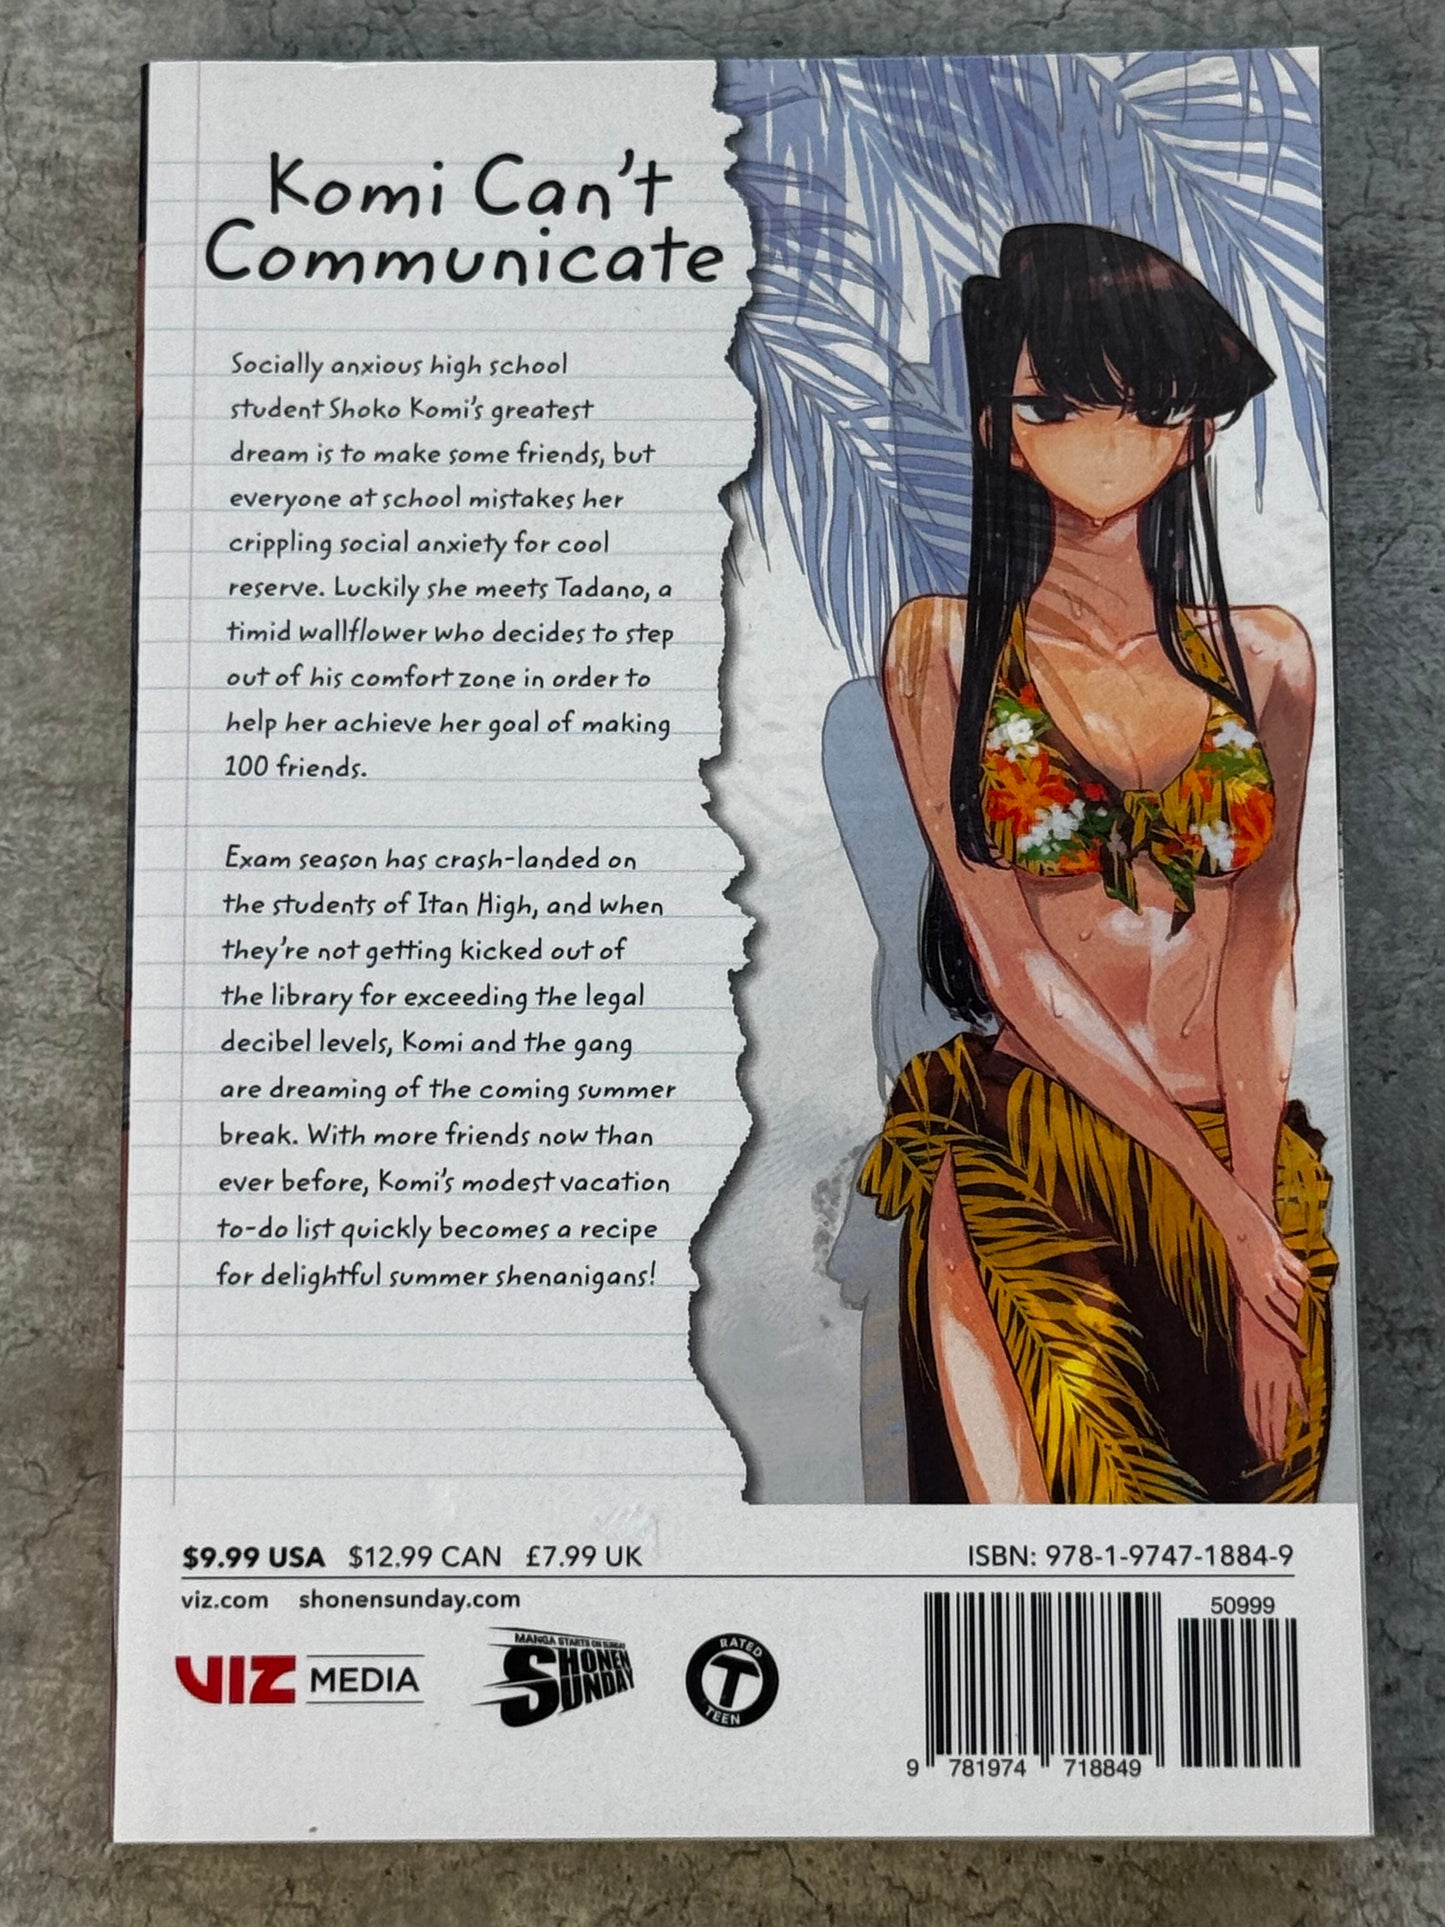 Komi Can't
Communicate
Socially anxious high school
student Shoko Komi's greatest
dream is to make some friends, but
everyone at school mistakes her
crippling social anxiety for cool
reserve. Luckily she meets Tadano, a
timid wallflower who decides to step
out of his comfort zone in order to
help her achieve her goal of making
100 friends.
Exam season has crash-landed on
the students of Itan High, and when
they're not getting kicked out of
the library for exceeding the legal
decibel levels, Komi and the gang
are dreaming of the coming summer
break. With more friends now than
ever before, Komi's modest vacation
to-do list quickly becomes a recipe
for delightful summer shenanigans!
$9.99 USA $12.99 CAN £7.99 UK
ISBN: 978-1-9747-1884-9
viz.com shonensunday.com
50999
VIZ MEDIA
MANGA STARTS ON SUNDAY
SHONEN
SUNDAY
RATED
T
TEEN
9 781974 718849